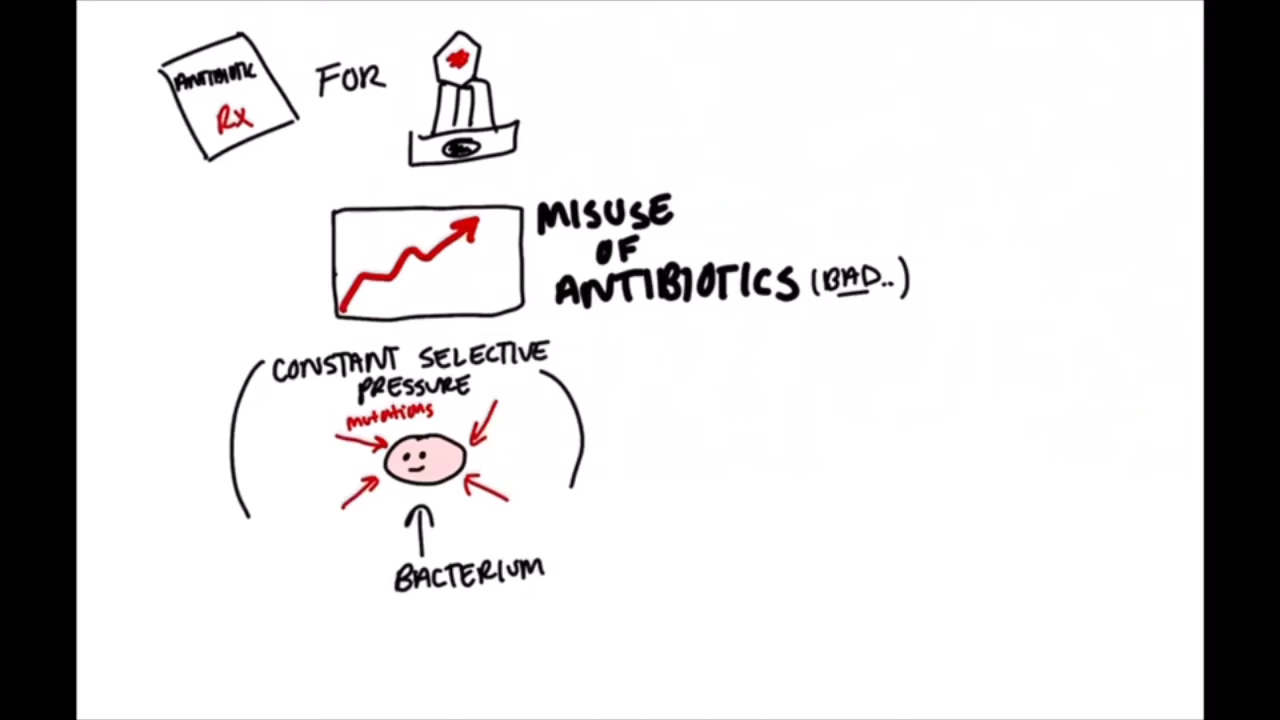 ANTIBIOTIC
RX
FOR
MISUSE
OF
ANTIBIOTICS (BAD..)
CONSTANT SELECTIVE
PRESSURE
mutations
BACTERIUM